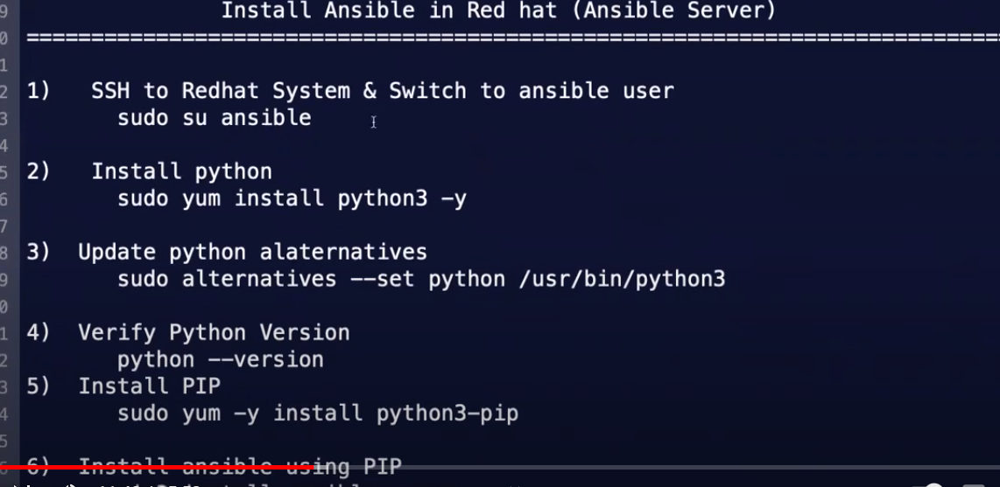 Install Ansible in Red hat (Ansible Server)
================================================================================
1) SSH to Redhat System & Switch to ansible user
sudo su ansible
2) Install python
sudo yum install python3 -y
3) Update python alaternatives
sudo alternatives --set python /usr/bin/python3
4) Verify Python Version
python --version
5) Install PIP
sudo yum -y install python3-pip
6) Install ansible using PIP